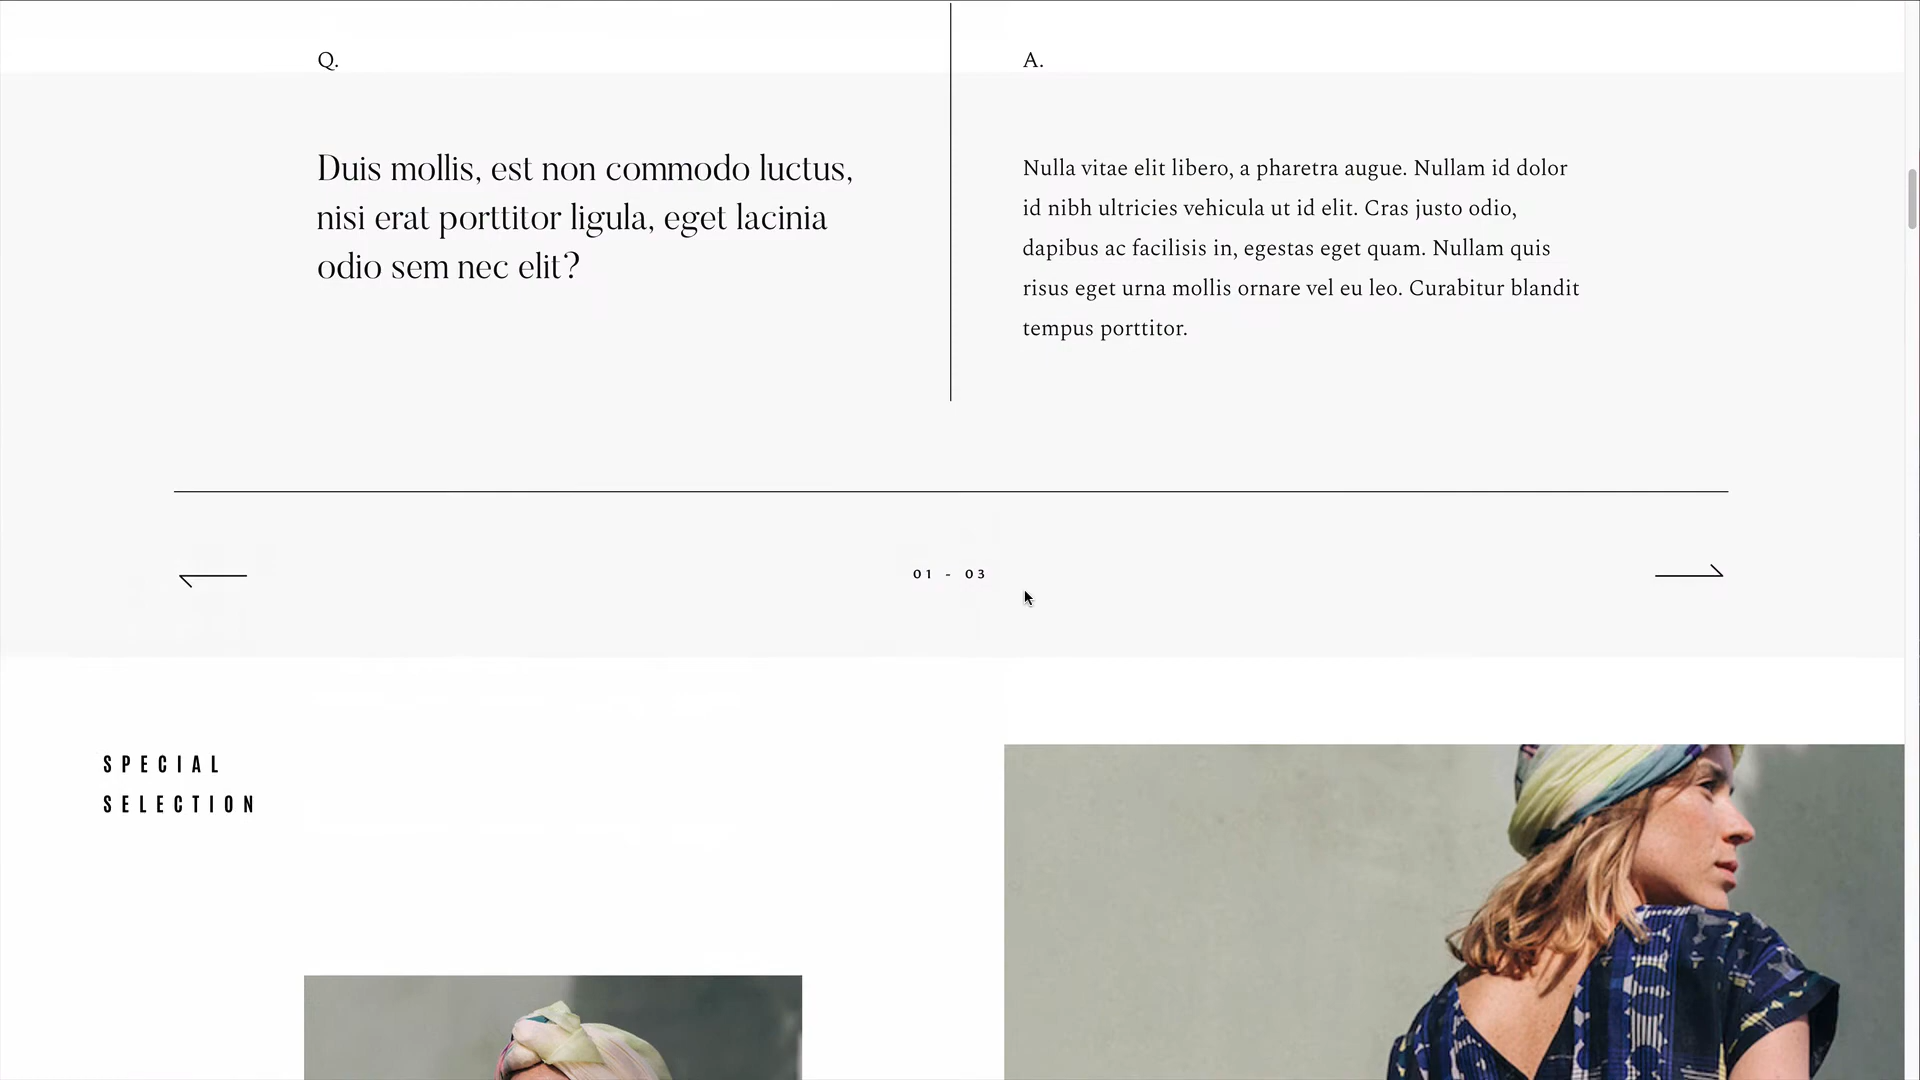 Q.
Duis mollis, est non commodo luctus,
nisi erat porttitor ligula, eget lacinia
odio sem nec elit?
A.
Nulla vitae elit libero, a pharetra augue. Nullam id dolor
id nibh ultricies vehicula ut id elit. Cras justo odio,
dapibus ac facilisis in, egestas eget quam. Nullam quis
risus eget urna mollis ornare vel eu leo. Curabitur blandit
tempus porttitor.
01 - 03
SPECIAL
SELECTION